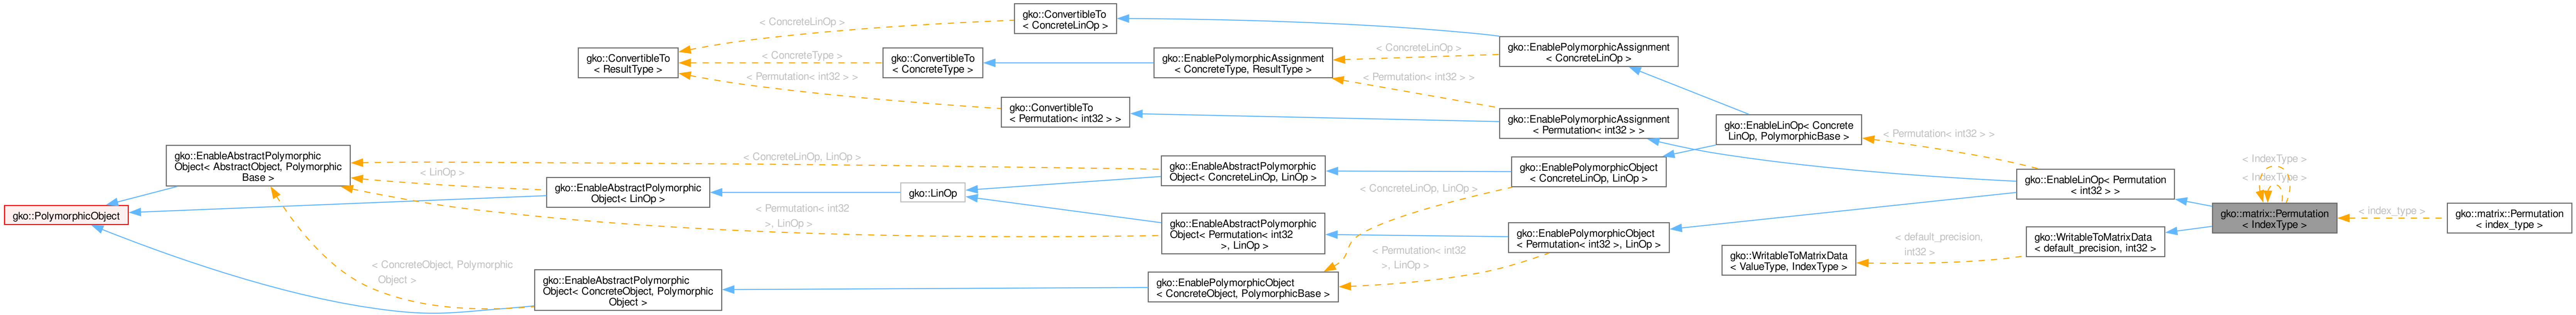 gko::PolymorphicObject
gko::EnableAbstractPolymorphic
Object< AbstractObject, Polymorphic
Base >
< ConcreteObject, Polymorphic
Object >
< LinOp >
gko::EnableAbstractPolymorphic
Object< LinOp >
gko::EnableAbstractPolymorphic
Object< ConcreteObject, Polymorphic
Object >
gko::ConvertibleTo
< ResultType >
< ConcreteLinOp >
< ConcreteType >
< Permutation< int32 > >
< ConcreteLinOp, LinOp >
< Permutation< int32
>, LinOp >
gko::ConvertibleTo
< ConcreteLinOp >
gko::ConvertibleTo
< ConcreteType >
gko::ConvertibleTo
< Permutation< int32 > >
gko::LinOp
gko::EnablePolymorphicAssignment
< ConcreteType, ResultType >
gko::EnableAbstractPolymorphic
Object< ConcreteLinOp, LinOp >
gko::EnableAbstractPolymorphic
Object< Permutation< int32
>, LinOp >
gko::EnablePolymorphicObject
< ConcreteObject, PolymorphicBase >
< ConcreteLinOp >
< Permutation< int32 > >
< ConcreteLinOp, LinOp >
< Permutation< int32
>, LinOp >
gko::EnablePolymorphicAssignment
< ConcreteLinOp >
gko::EnablePolymorphicAssignment
< Permutation< int32 > >
gko::EnablePolymorphicObject
< ConcreteLinOp, LinOp >
gko::EnablePolymorphicObject
< Permutation< int32 >, LinOp >
gko::EnableLinOp< Concrete
LinOp, PolymorphicBase >
gko::WritableToMatrixData
< ValueType, IndexType >
< Permutation< int32 > >
< default_precision,
int32 >
gko::EnableLinOp< Permutation
< int32 > >
gko::WritableToMatrixData
< default_precision, int32 >
< IndexType >
< IndexType >
gko::matrix::Permutation
< IndexType >
< index_type >
gko::matrix::Permutation
< index_type >